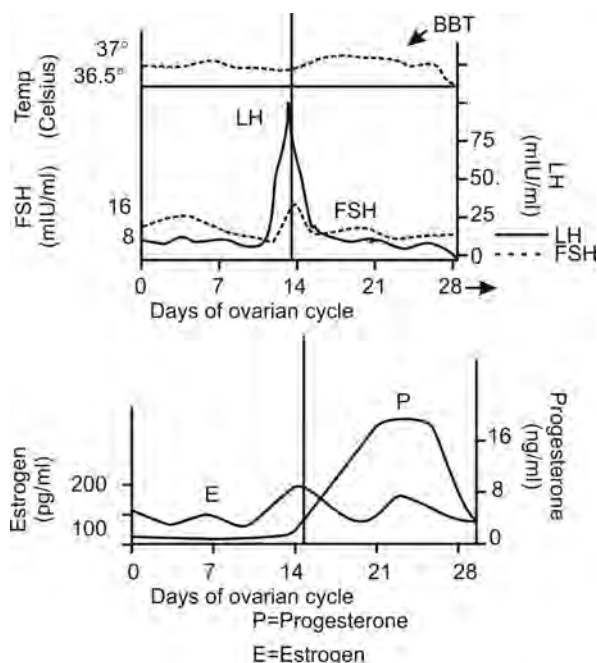 BBT
37°
36.5°
Temp
(Celsius)
LH
75
50.
25
0
LH
(mIU/ml)
FSH
(mIU/ml)
16
8
FSH
LH
FSH
0 7 14 21 28
Days of ovarian cycle
P
E
Estrogen
(pg/ml)
200
100
Progesterone
(ng/ml)
16
8
0
0 7 14 21 28
Days of ovarian cycle
P=Progesterone
E=Estrogen